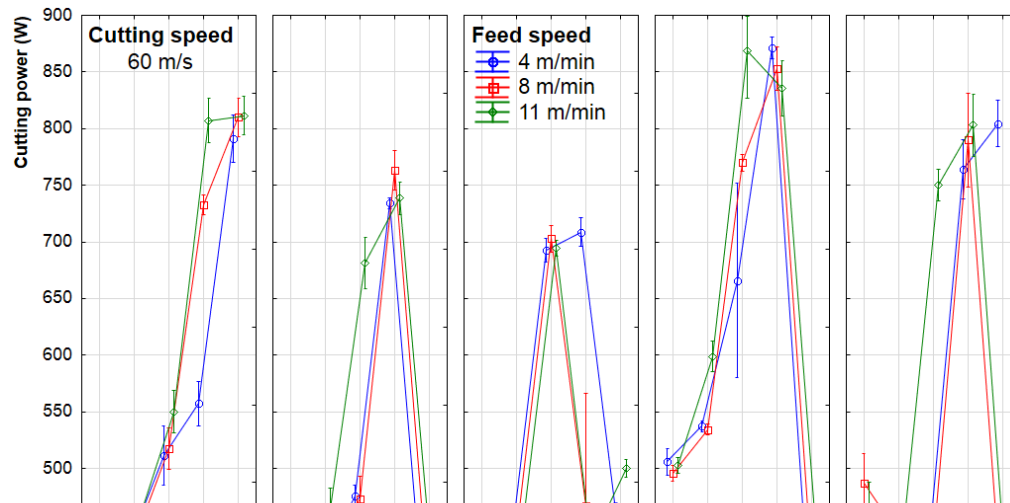 Cutting power (W)
900
850
800
750
700
650
600
550
500
Cutting speed
60 m/s
Feed speed
4 m/min
8 m/min
11 m/min